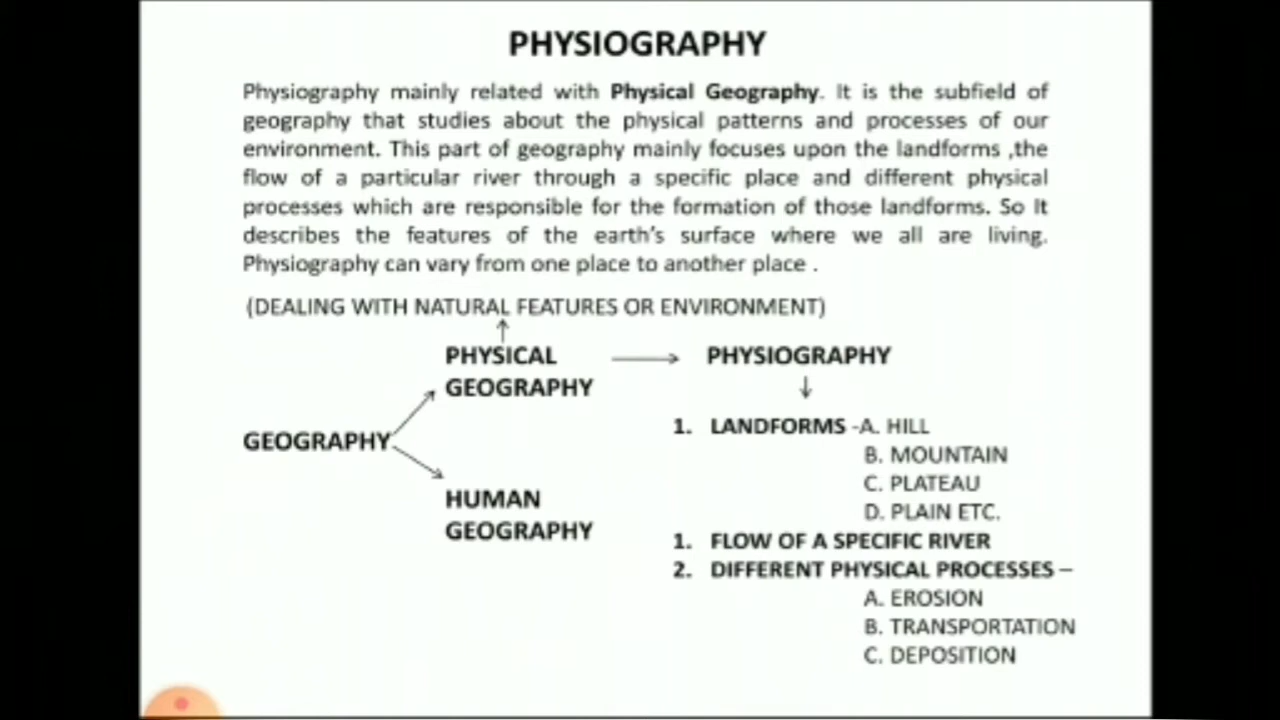 PHYSIOGRAPHY
Physiography mainly related with Physical Geography. It is the subfield of
geography that studies about the physical patterns and processes of our
environment. This part of geography mainly focuses upon the landforms ,the
flow of a particular river through a specific place and different physical
processes which are responsible for the formation of those landforms. So It
describes the features of the earth's surface where we all are living.
Physiography can vary from one place to another place .
(DEALING WITH NATURAL FEATURES OR ENVIRONMENT)
PHYSICAL
GEOGRAPHY
PHYSIOGRAPHY
GEOGRAPHY
HUMAN
GEOGRAPHY
1. LANDFORMS -A. HILL
B. MOUNTAIN
C. PLATEAU
D. PLAIN ETC.
1. FLOW OF A SPECIFIC RIVER
2. DIFFERENT PHYSICAL PROCESSES –
A. EROSION
B. TRANSPORTATION
C. DEPOSITION